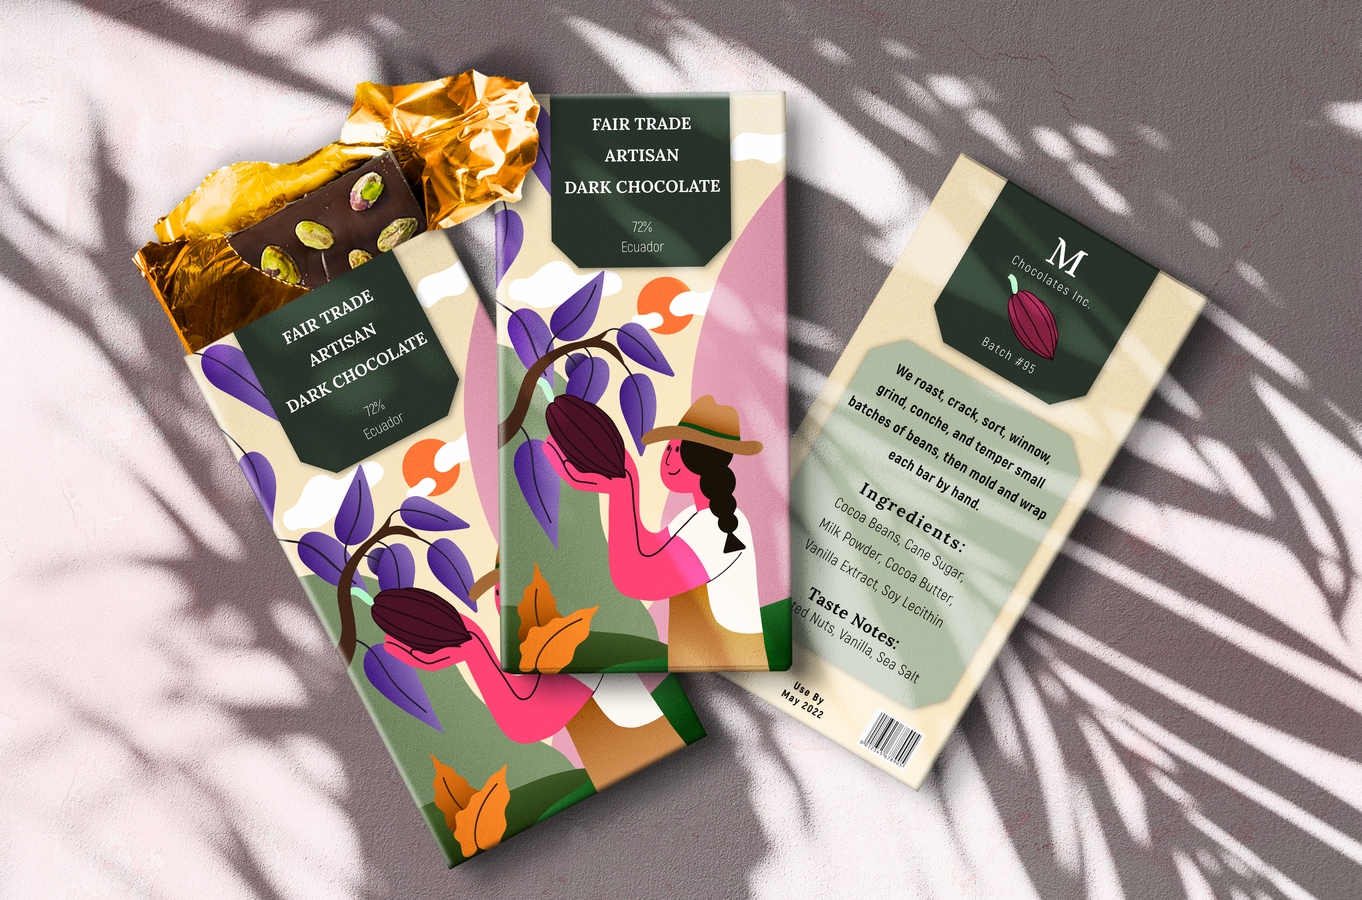 FAIR TRADE
ARTISAN
DARK CHOCOLATE
72%
Ecuador
FAIR TRADE
ARTISAN
DARK CHOCOLATE
72%
Ecuador
M
Chocolates Inc.
Batch #95
We roast, crack, sort, winnow,
grind, conche, and temper small
batches of beans, then mold and wrap
each bar by hand.
Ingredients:
Cocoa Beans, Cane Sugar,
Milk Powder, Cocoa Butter,
Vanilla Extract, Soy Lecithin
Taste Notes:
Nuts, Vanilla, Sea Salt
Use By
May 2022